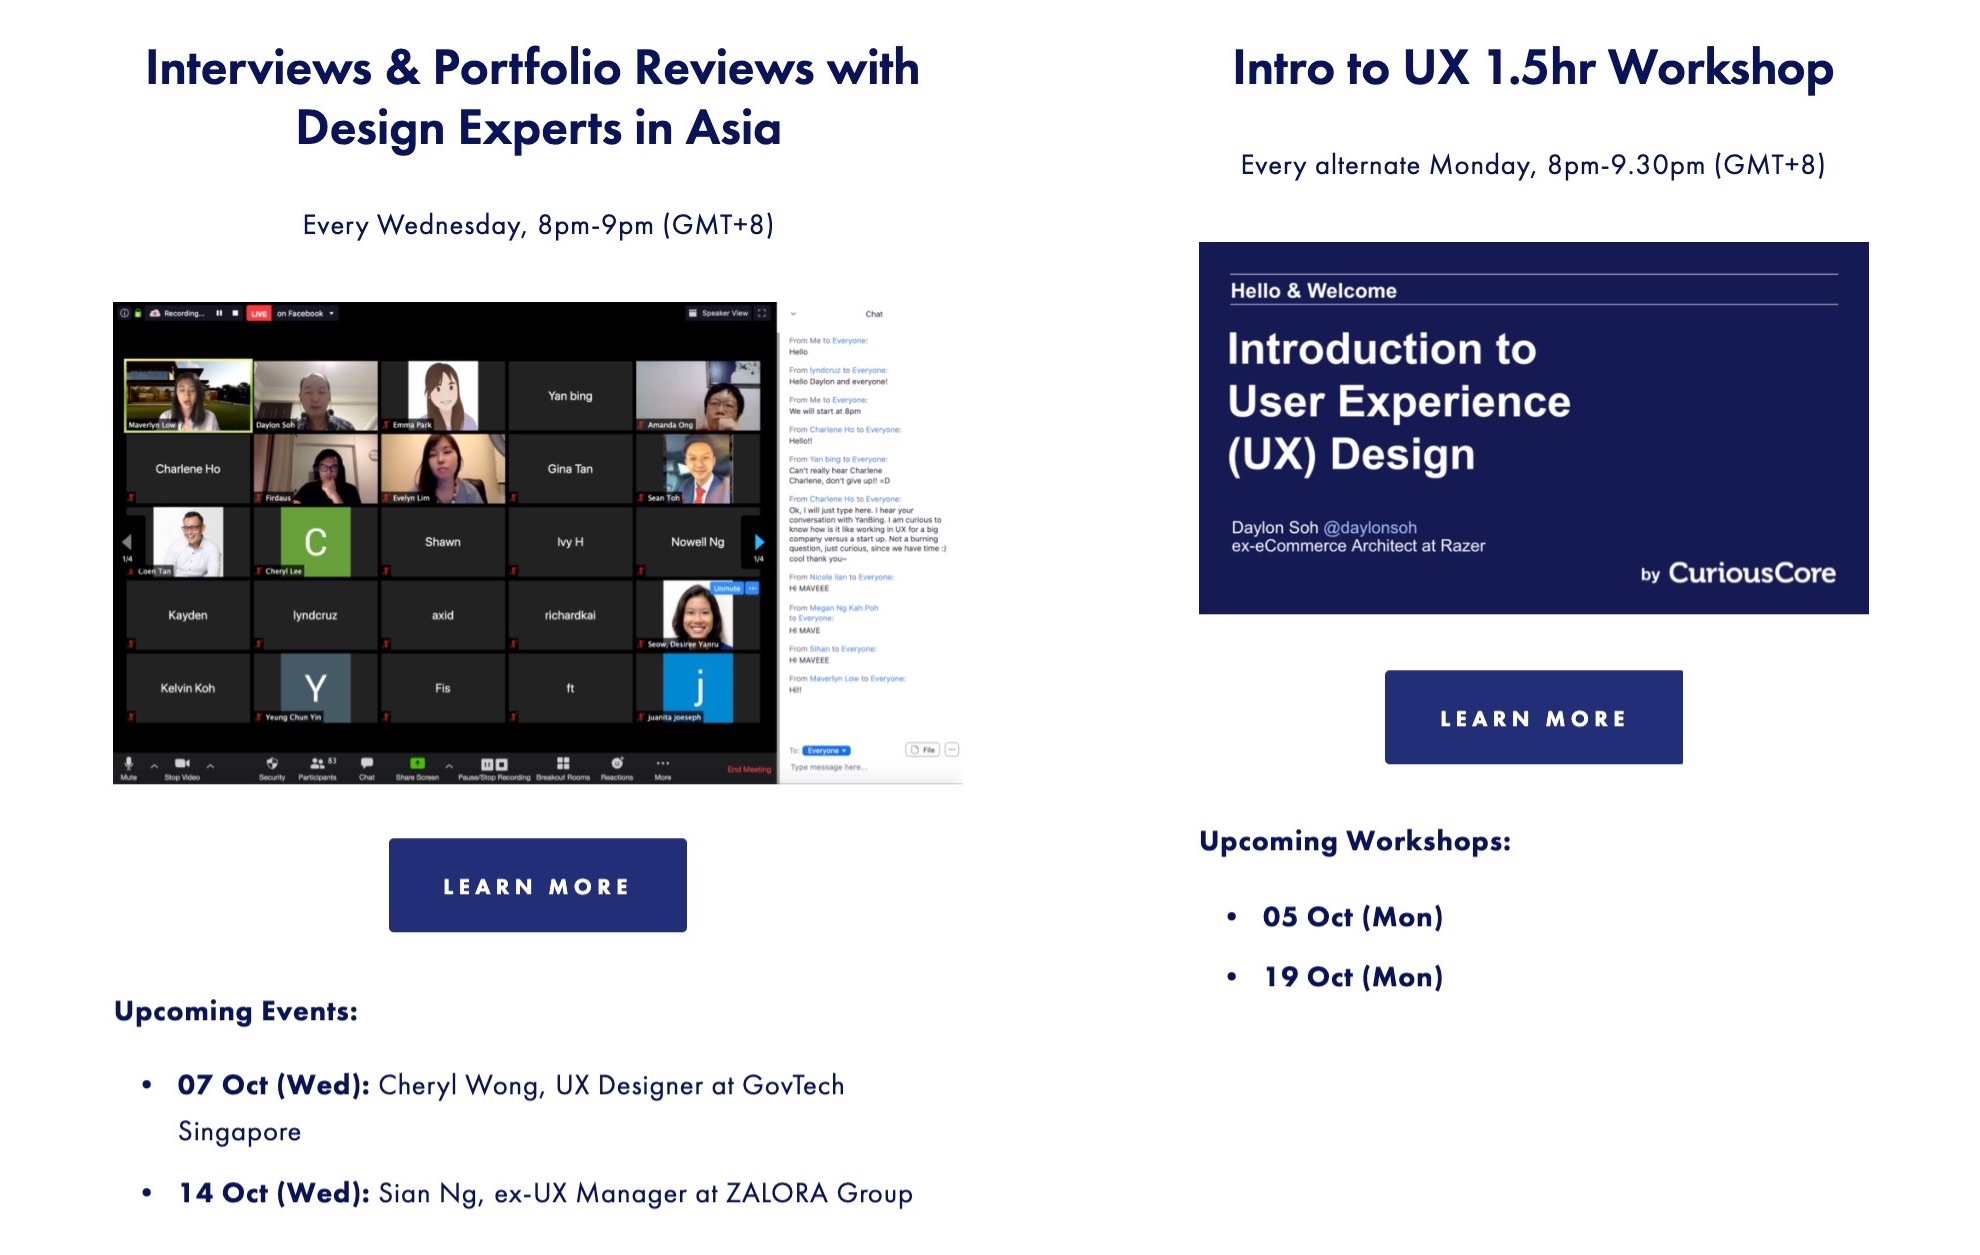 Interviews & Portfolio Reviews with
Design Experts in Asia
Every Wednesday, 8pm-9pm (GMT+8)
Recording...
LIVE
on Facebook
Speaker View
Maverlyn Low
Daylon Soh
Emma Park
Yan bing
Amanda Ong
Charlene Ho
Firdaus
Evelyn Lim
Gina Tan
Sean Toh
1/4
Coen Tan
C
Cheryl Lee
Shawn
Ivy H
Nowell Ng
1/4
Kayden
lyndcruz
axid
richardkai
Unmute
Seow, Desiree Yanru
Kelvin Koh
Y
Yeung Chun Yin
Fis
ft
j
juanita joeseph
Mute
Stop Video
Security
83
Participants
Chat
Share Screen
Pause/Stop Recording
Breakout Rooms
Reactions
More
End Meeting
Chat
From Me to Everyone:
Hello
From lyndcruz to Everyone:
Hello Daylon and everyone!
From Me to Everyone:
We will start at 8pm
From Charlene Ho to Everyone:
Hello!!
From Yan bing to Everyone:
Can't really hear Charlene
Charlene, don't give up!! =D
From Charlene Ho to Everyone:
Ok, I will just type here. I hear your
conversation with YanBing. I am curious to
know how is it like working in UX for a big
company versus a start up. Not a burning
question, just curious, since we have time :)
cool thank you~
From Nicole lian to Everyone:
HI MAVEEE
From Megan Ng Kah Poh
to Everyone:
HI MAVE
From Sihan to Everyone:
HI MAVEEE
From Maverlyn Low to Everyone:
Hi!!
To: Everyone
File
Type message here...
LEARN MORE
Upcoming Events:
• 07 Oct (Wed): Cheryl Wong, UX Designer at GovTech
Singapore
• 14 Oct (Wed): Sian Ng, ex-UX Manager at ZALORA Group
Intro to UX 1.5hr Workshop
Every alternate Monday, 8pm-9.30pm (GMT+8)
Hello & Welcome
Introduction to
User Experience
(UX) Design
Daylon Soh @daylonsoh
ex-eCommerce Architect at Razer
by CuriousCore
LEARN MORE
Upcoming Workshops:
• 05 Oct (Mon)
• 19 Oct (Mon)